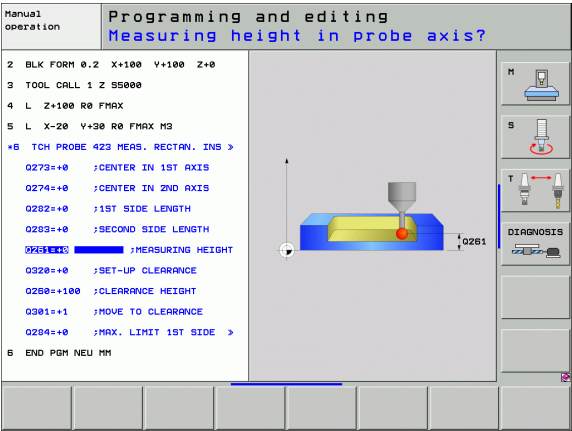 Manual
operation
Programming and editing
Measuring height in probe axis?
2 BLK FORM 0.2 X+100 Y+100 Z+0
3 TOOL CALL 1 Z S5000
4 L Z+100 R0 FMAX
5 L X-20 Y+30 R0 FMAX M3
*6 TCH PROBE 423 MEAS. RECTAN. INS »
Q273=+0 ;CENTER IN 1ST AXIS
Q274=+0 ;CENTER IN 2ND AXIS
Q282=+0 ;1ST SIDE LENGTH
Q283=+0 ;SECOND SIDE LENGTH
Q261=+0 ;MEASURING HEIGHT
Q320=+0 ;SET-UP CLEARANCE
Q260=+100 ;CLEARANCE HEIGHT
Q301=+1 ;MOVE TO CLEARANCE
Q284=+0 ;MAX. LIMIT 1ST SIDE »
6 END PGM NEU MM
Q261
M
S
T
DIAGNOSIS